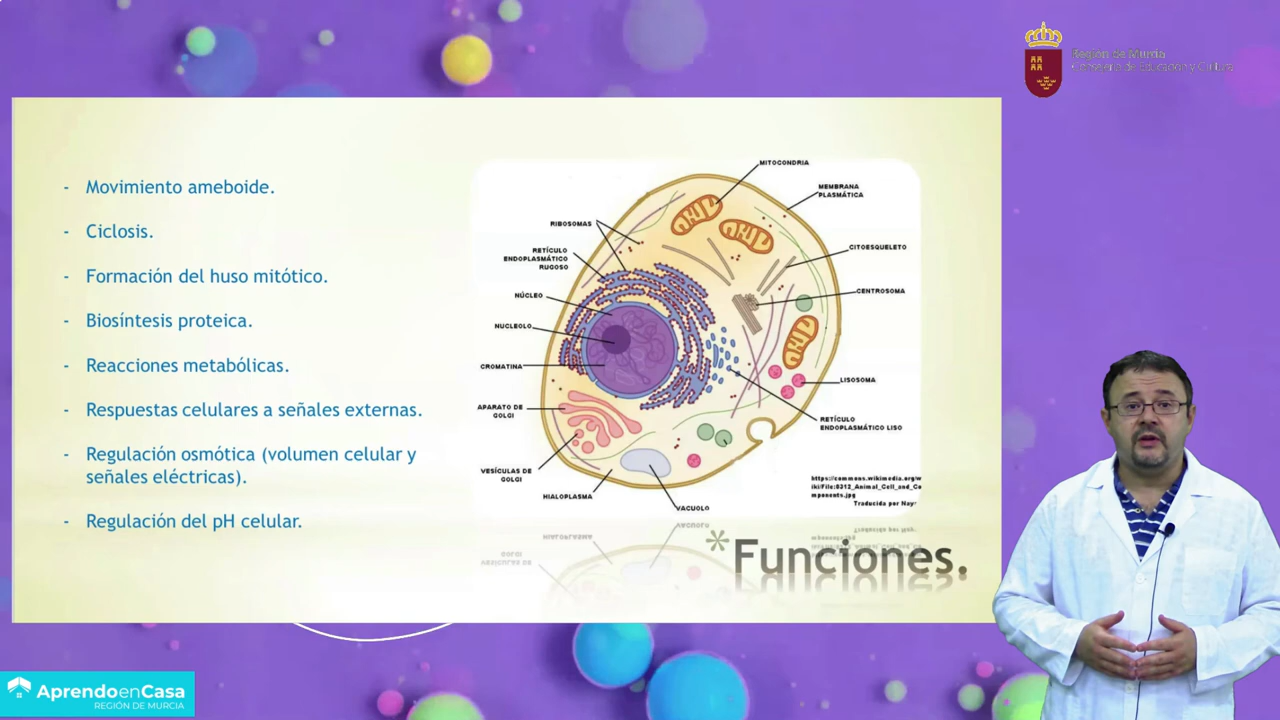 Región de Murcia
Consejería de Educación y Cultura
- Movimiento ameboide.
- Ciclosis.
- Formación del huso mitótico.
- Biosíntesis proteica.
- Reacciones metabólicas.
- Respuestas celulares a señales externas.
- Regulación osmótica (volumen celular y
señales eléctricas).
- Regulación del pH celular.
MITOCONDRIA
MEMBRANA
PLASMÁTICA
RIBOSOMAS
CITOESQUELETO
RETÍCULO
ENDOPLASMÁTICO
RUGOSO
CENTROSOMA
NÚCLEO
NUCLEOLO
CROMATINA
LISOSOMA
APARATO DE
GOLGI
RETÍCULO
ENDOPLASMÁTICO LISO
VESÍCULAS DE
GOLGI
HIALOPLASMA
VACUOLO
https://commons.wikimedia.org/w
iki/File:0312_Animal_Cell_and_Co
mponents.jpg
Traducida por Nay
*Funciones.
AprendoenCasa
REGIÓN DE MURCIA